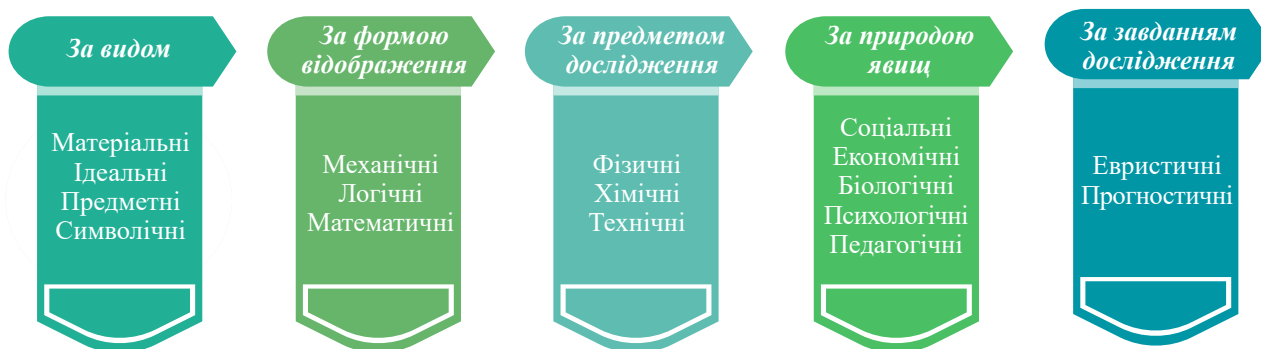 За видом
Матеріальні
Ідеальні
Предметні
Символічні
За формою
відображення
Механічні
Логічні
Математичні
За предметом
дослідження
Фізичні
Хімічні
Технічні
За природою
явищ
Соціальні
Економічні
Біологічні
Психологічні
Педагогічні
За завданням
дослідження
Евристичні
Прогностичні